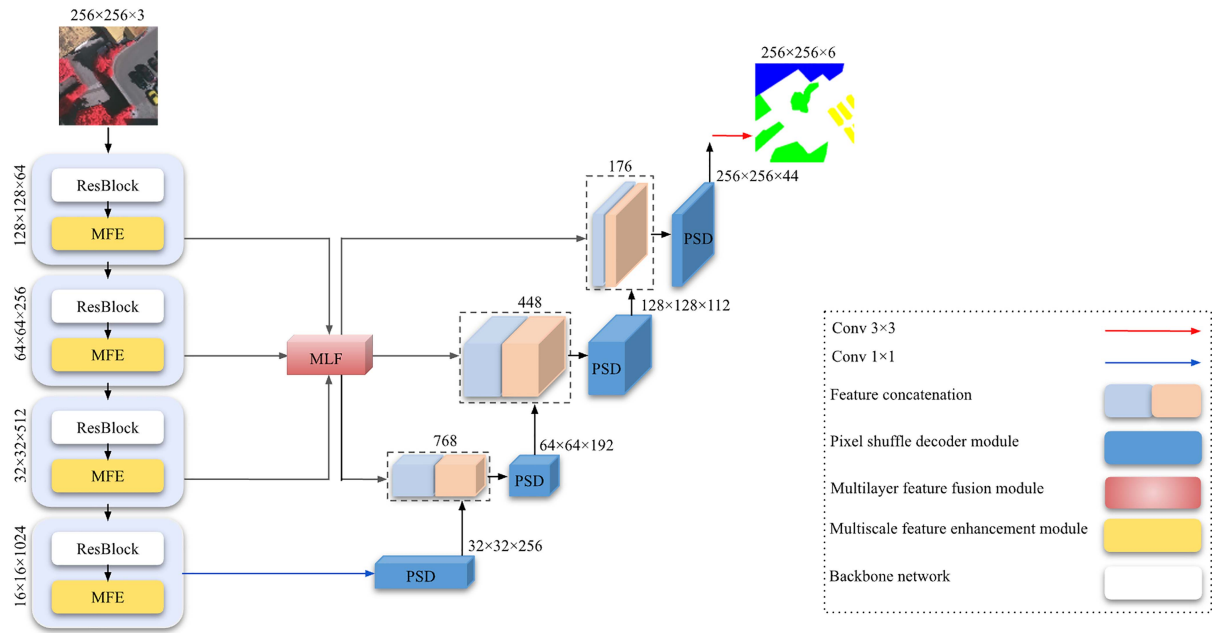 256×256×3
128×128×64
ResBlock
MFE
64×64×256
ResBlock
MFE
32×32×512
ResBlock
MFE
16×16×1024
ResBlock
MFE
MLF
PSD
32×32×256
768
PSD
64×64×192
448
PSD
128×128×112
176
PSD
256×256×44
256×256×6
Conv 3×3
Conv 1×1
Feature concatenation
Pixel shuffle decoder module
Multilayer feature fusion module
Multiscale feature enhancement module
Backbone network